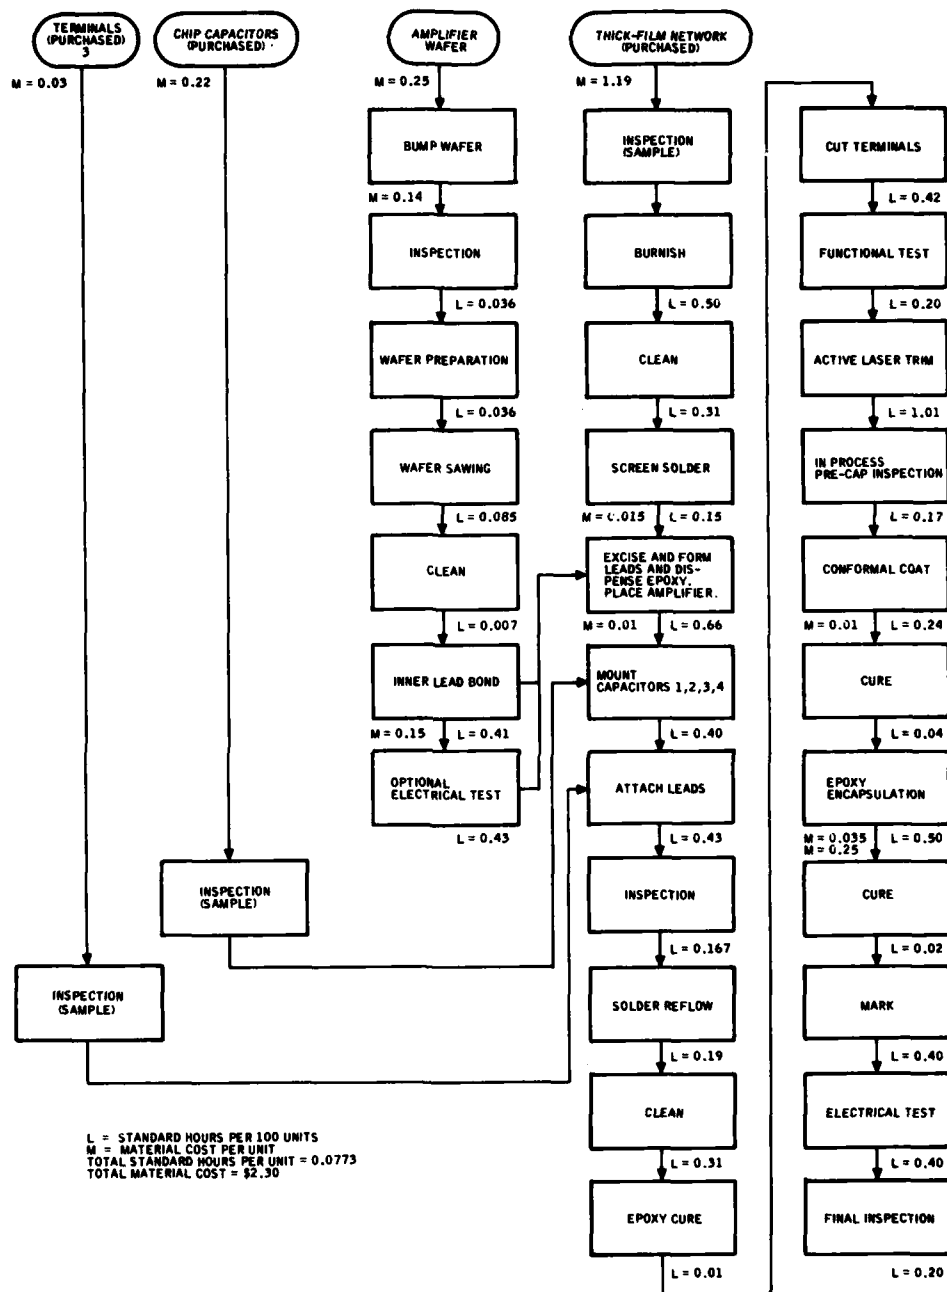 TERMINALS
(PURCHASED)
3
M = 0.03
CHIP CAPACITORS
(PURCHASED)
M = 0.22
INSPECTION
(SAMPLE)
INSPECTION
(SAMPLE)
AMPLIFIER
WAFER
M = 0.25
BUMP WAFER
M = 0.14
INSPECTION
L = 0.036
WAFER PREPARATION
L = 0.036
WAFER SAWING
L = 0.085
CLEAN
L = 0.007
INNER LEAD BOND
M = 0.15 L = 0.41
OPTIONAL
ELECTRICAL TEST
L = 0.43
THICK-FILM NETWORK
(PURCHASED)
M = 1.19
INSPECTION
(SAMPLE)
BURNISH
L = 0.50
CLEAN
L = 0.31
SCREEN SOLDER
M = 0.015 L = 0.15
EXCISE AND FORM
LEADS AND DIS-
PENSE EPOXY.
PLACE AMPLIFIER.
M = 0.01 L = 0.66
MOUNT
CAPACITORS 1,2,3,4
L = 0.40
ATTACH LEADS
L = 0.43
INSPECTION
L = 0.167
SOLDER REFLOW
L = 0.19
CLEAN
L = 0.31
EPOXY CURE
L = 0.01
CUT TERMINALS
L = 0.42
FUNCTIONAL TEST
L = 0.20
ACTIVE LASER TRIM
L = 1.01
IN PROCESS
PRE-CAP INSPECTION
L = 0.17
CONFORMAL COAT
M = 0.01 L = 0.24
CURE
L = 0.04
EPOXY
ENCAPSULATION
M = 0.035 L = 0.50
M = 0.25
CURE
L = 0.02
MARK
L = 0.40
ELECTRICAL TEST
L = 0.40
FINAL INSPECTION
L = 0.20
L = STANDARD HOURS PER 100 UNITS
M = MATERIAL COST PER UNIT
TOTAL STANDARD HOURS PER UNIT = 0.0773
TOTAL MATERIAL COST = $2.30